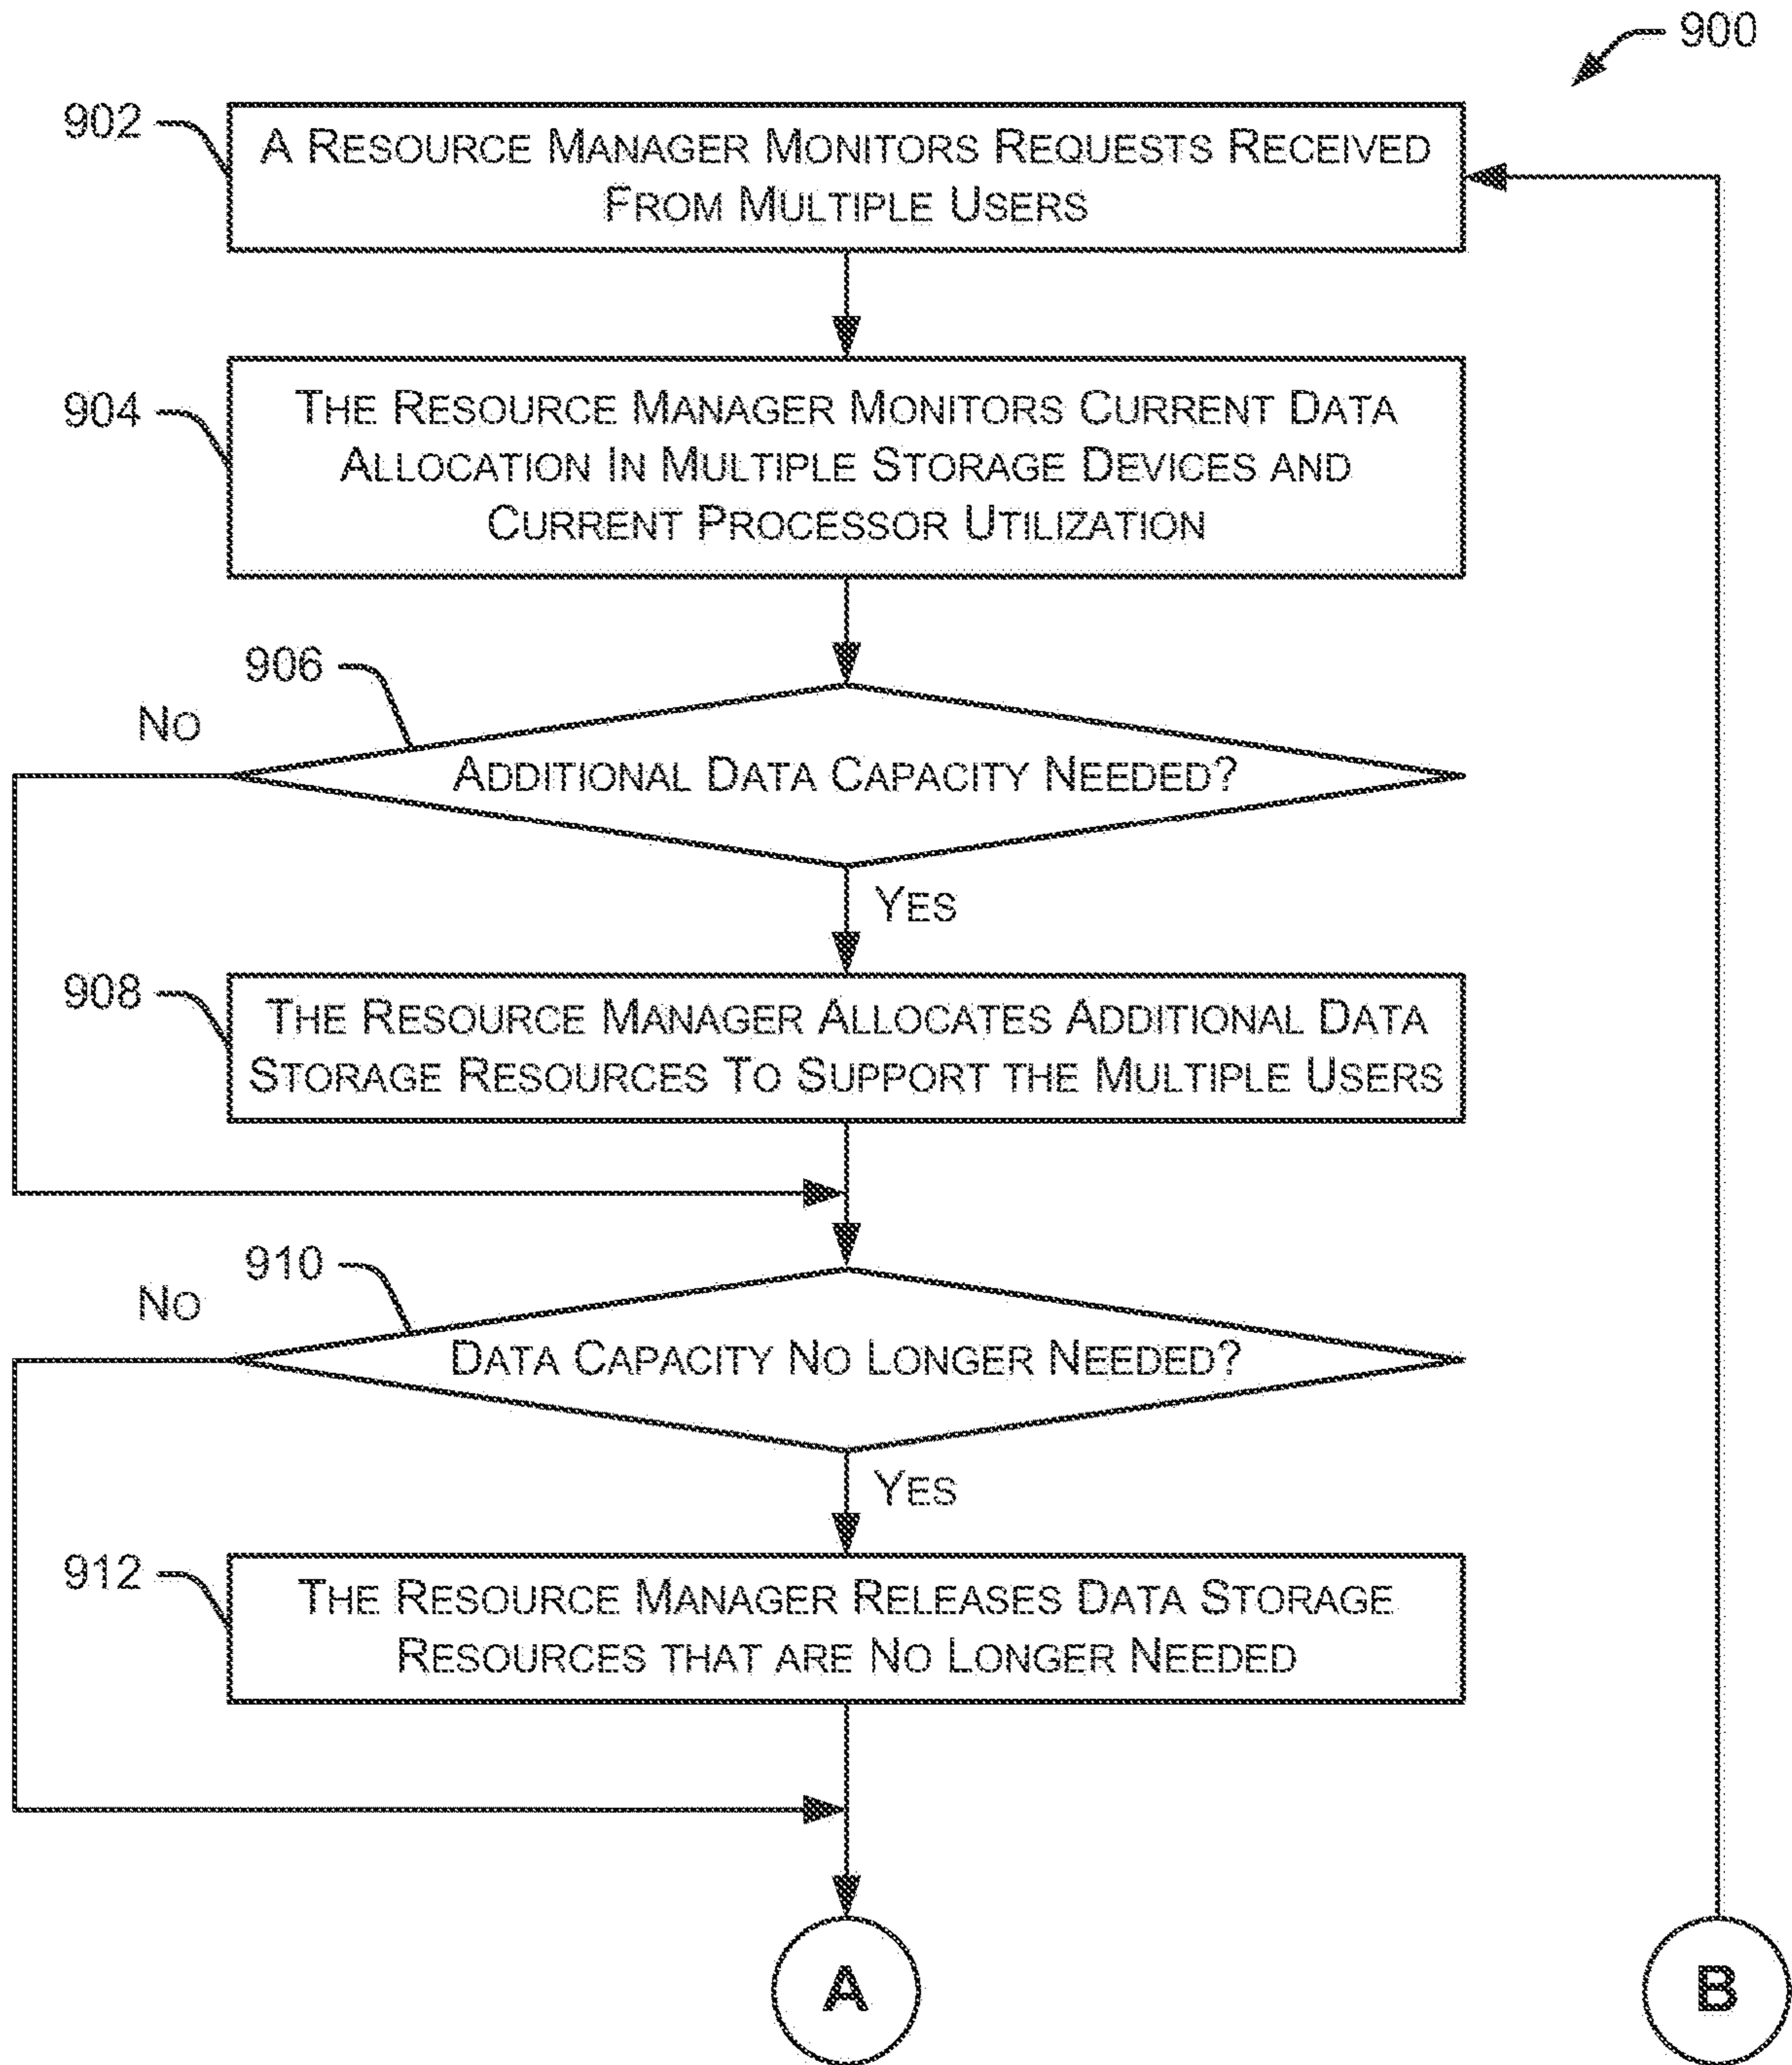 900
902
A RESOURCE MANAGER MONITORS REQUESTS RECEIVED
FROM MULTIPLE USERS
904
THE RESOURCE MANAGER MONITORS CURRENT DATA
ALLOCATION IN MULTIPLE STORAGE DEVICES AND
CURRENT PROCESSOR UTILIZATION
906
NO
ADDITIONAL DATA CAPACITY NEEDED?
YES
908
THE RESOURCE MANAGER ALLOCATES ADDITIONAL DATA
STORAGE RESOURCES TO SUPPORT THE MULTIPLE USERS
910
NO
DATA CAPACITY NO LONGER NEEDED?
YES
912
THE RESOURCE MANAGER RELEASES DATA STORAGE
RESOURCES THAT ARE NO LONGER NEEDED
A
B